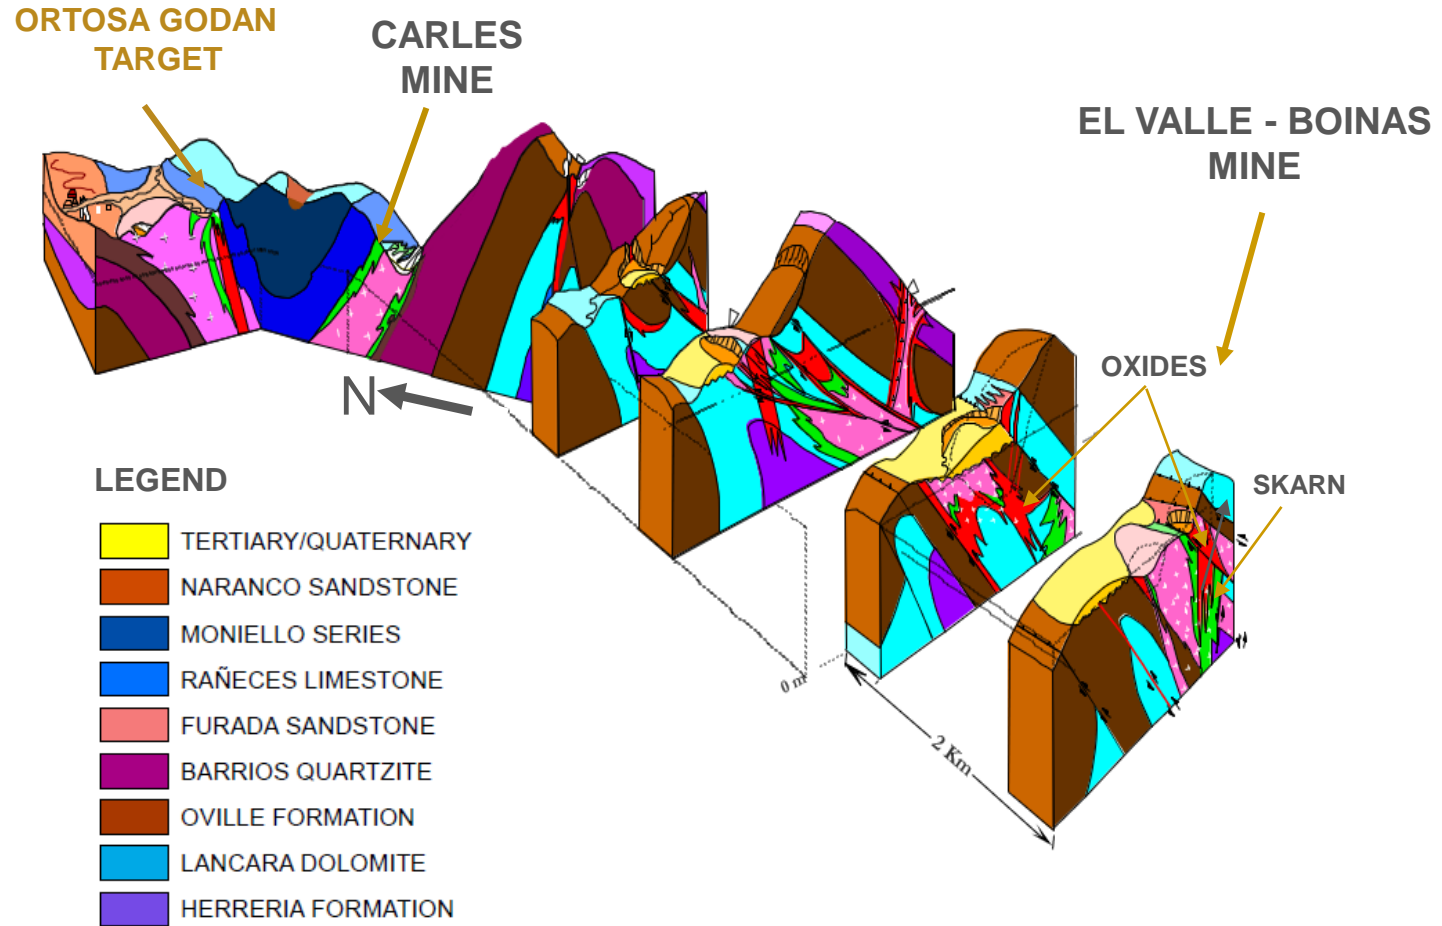 ORTOSA GODAN
TARGET
CARLES
MINE
EL VALLE - BOINAS
MINE
OXIDES
SKARN
N
0 m
2 Km
LEGEND
TERTIARY/QUATERNARY
NARANCO SANDSTONE
MONIELLO SERIES
RAÑECES LIMESTONE
FURADA SANDSTONE
BARRIOS QUARTZITE
OVILLE FORMATION
LANCARA DOLOMITE
HERRERIA FORMATION